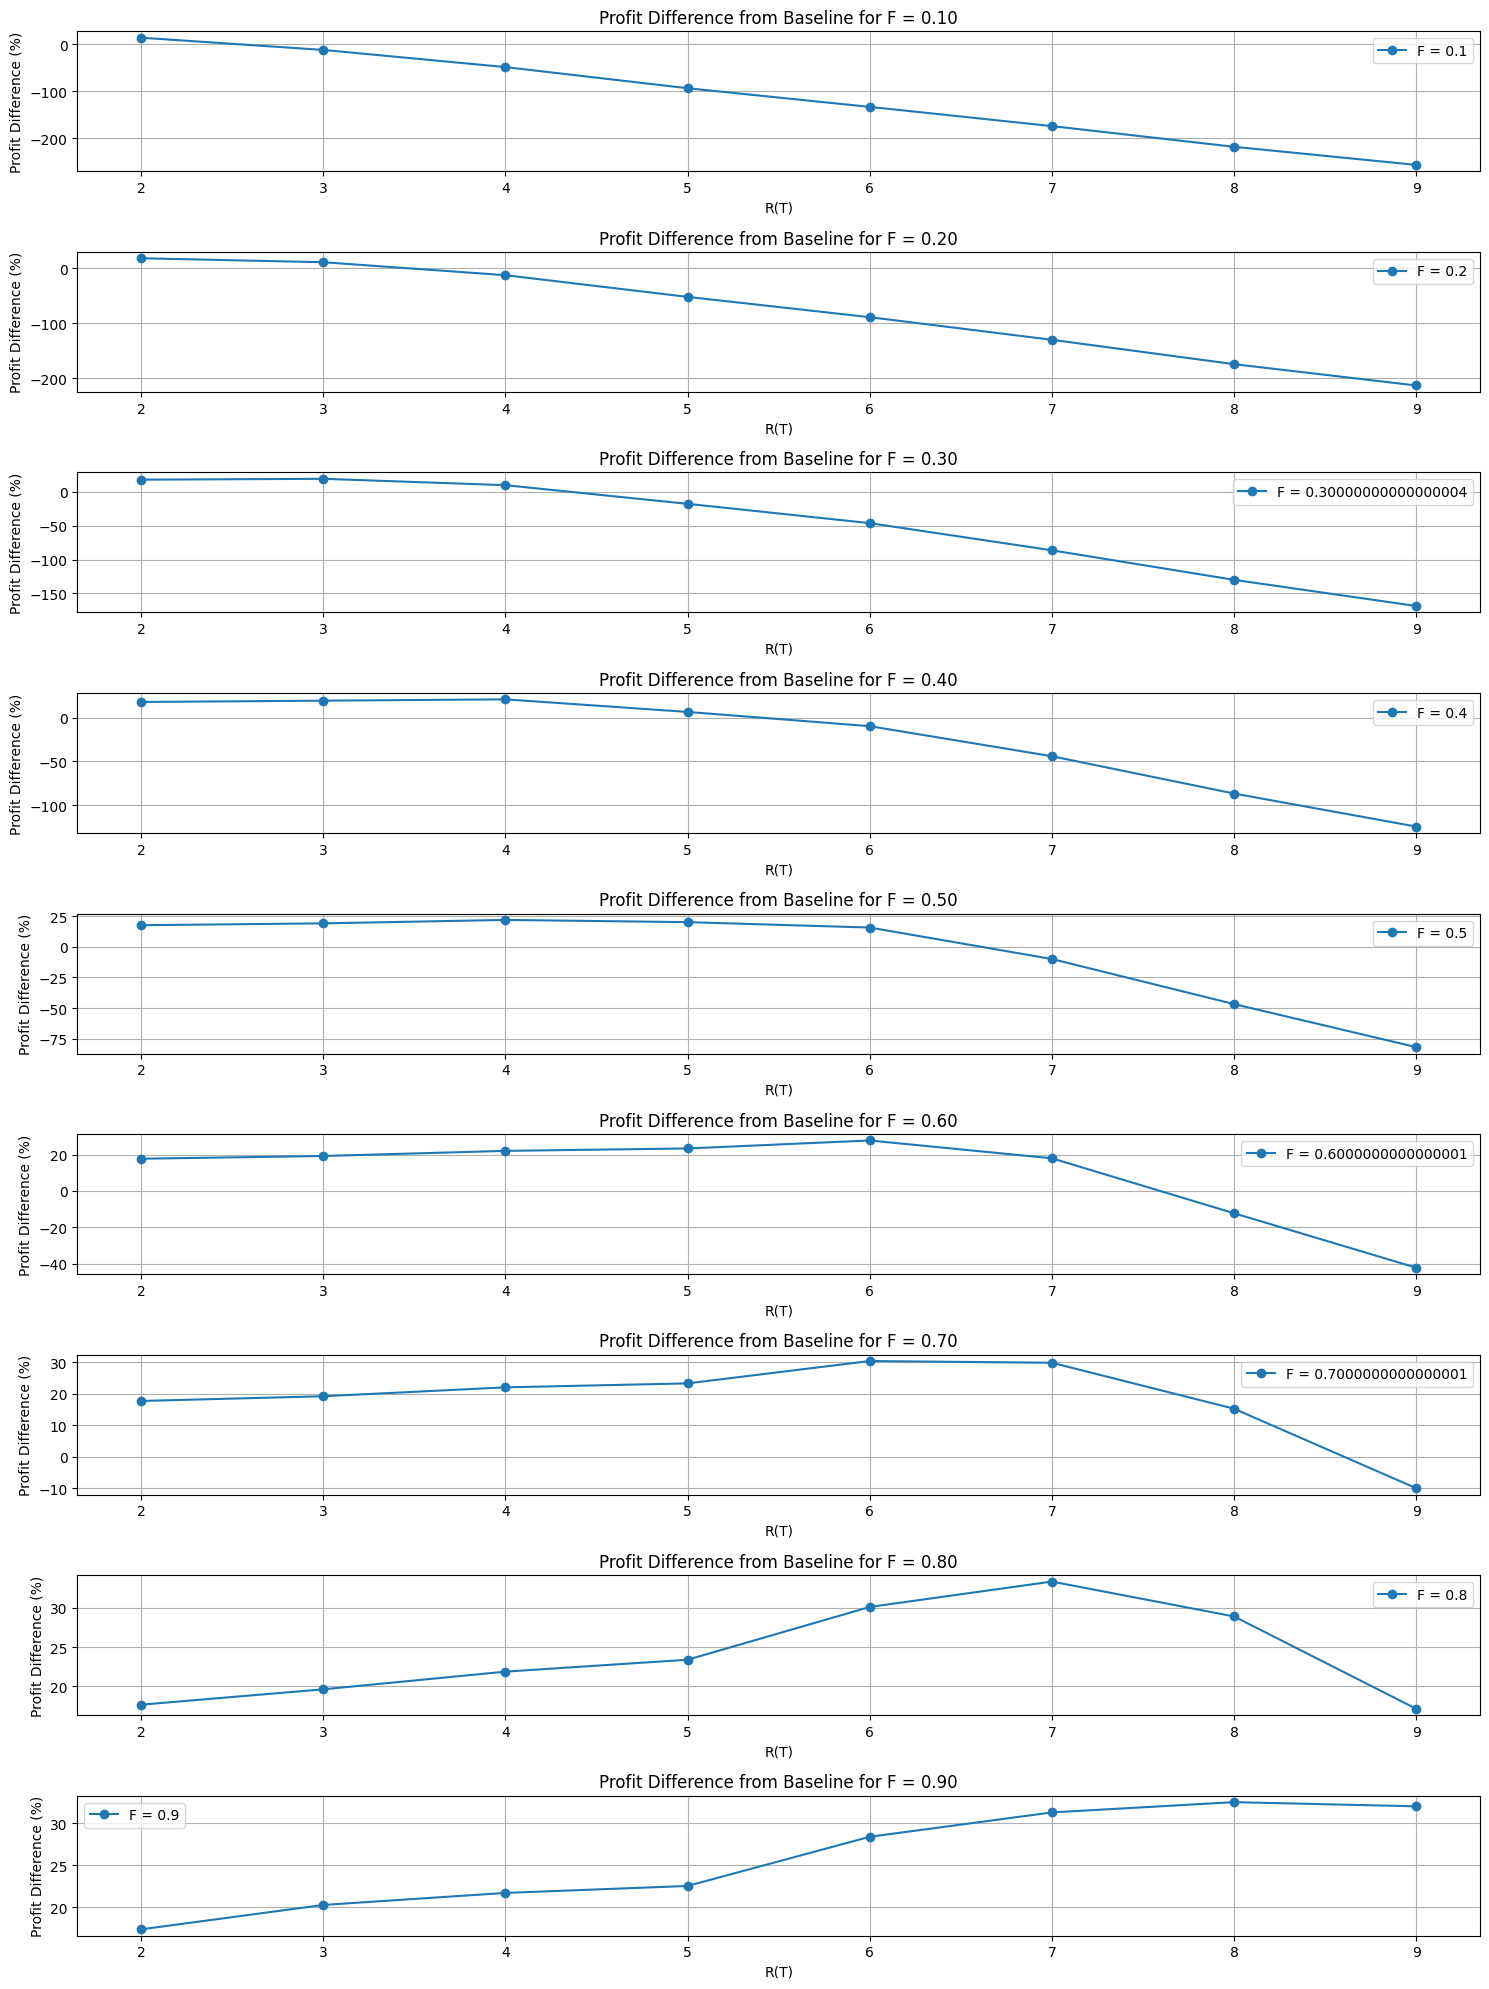 Profit Difference from Baseline for F = 0.10
Profit Difference (%)
0
−100
−200
F = 0.1
2 3 4 5 6 7 8 9
R(T)
Profit Difference from Baseline for F = 0.20
Profit Difference (%)
0
−100
−200
F = 0.2
2 3 4 5 6 7 8 9
R(T)
Profit Difference from Baseline for F = 0.30
Profit Difference (%)
0
−50
−100
−150
F = 0.30000000000000004
2 3 4 5 6 7 8 9
R(T)
Profit Difference from Baseline for F = 0.40
Profit Difference (%)
0
−50
−100
F = 0.4
2 3 4 5 6 7 8 9
R(T)
Profit Difference from Baseline for F = 0.50
Profit Difference (%)
25
0
−25
−50
−75
F = 0.5
2 3 4 5 6 7 8 9
R(T)
Profit Difference from Baseline for F = 0.60
Profit Difference (%)
20
0
−20
−40
F = 0.6000000000000001
2 3 4 5 6 7 8 9
R(T)
Profit Difference from Baseline for F = 0.70
Profit Difference (%)
30
20
10
0
−10
F = 0.7000000000000001
2 3 4 5 6 7 8 9
R(T)
Profit Difference from Baseline for F = 0.80
Profit Difference (%)
30
25
20
F = 0.8
2 3 4 5 6 7 8 9
R(T)
Profit Difference from Baseline for F = 0.90
Profit Difference (%)
30
25
20
F = 0.9
2 3 4 5 6 7 8 9
R(T)